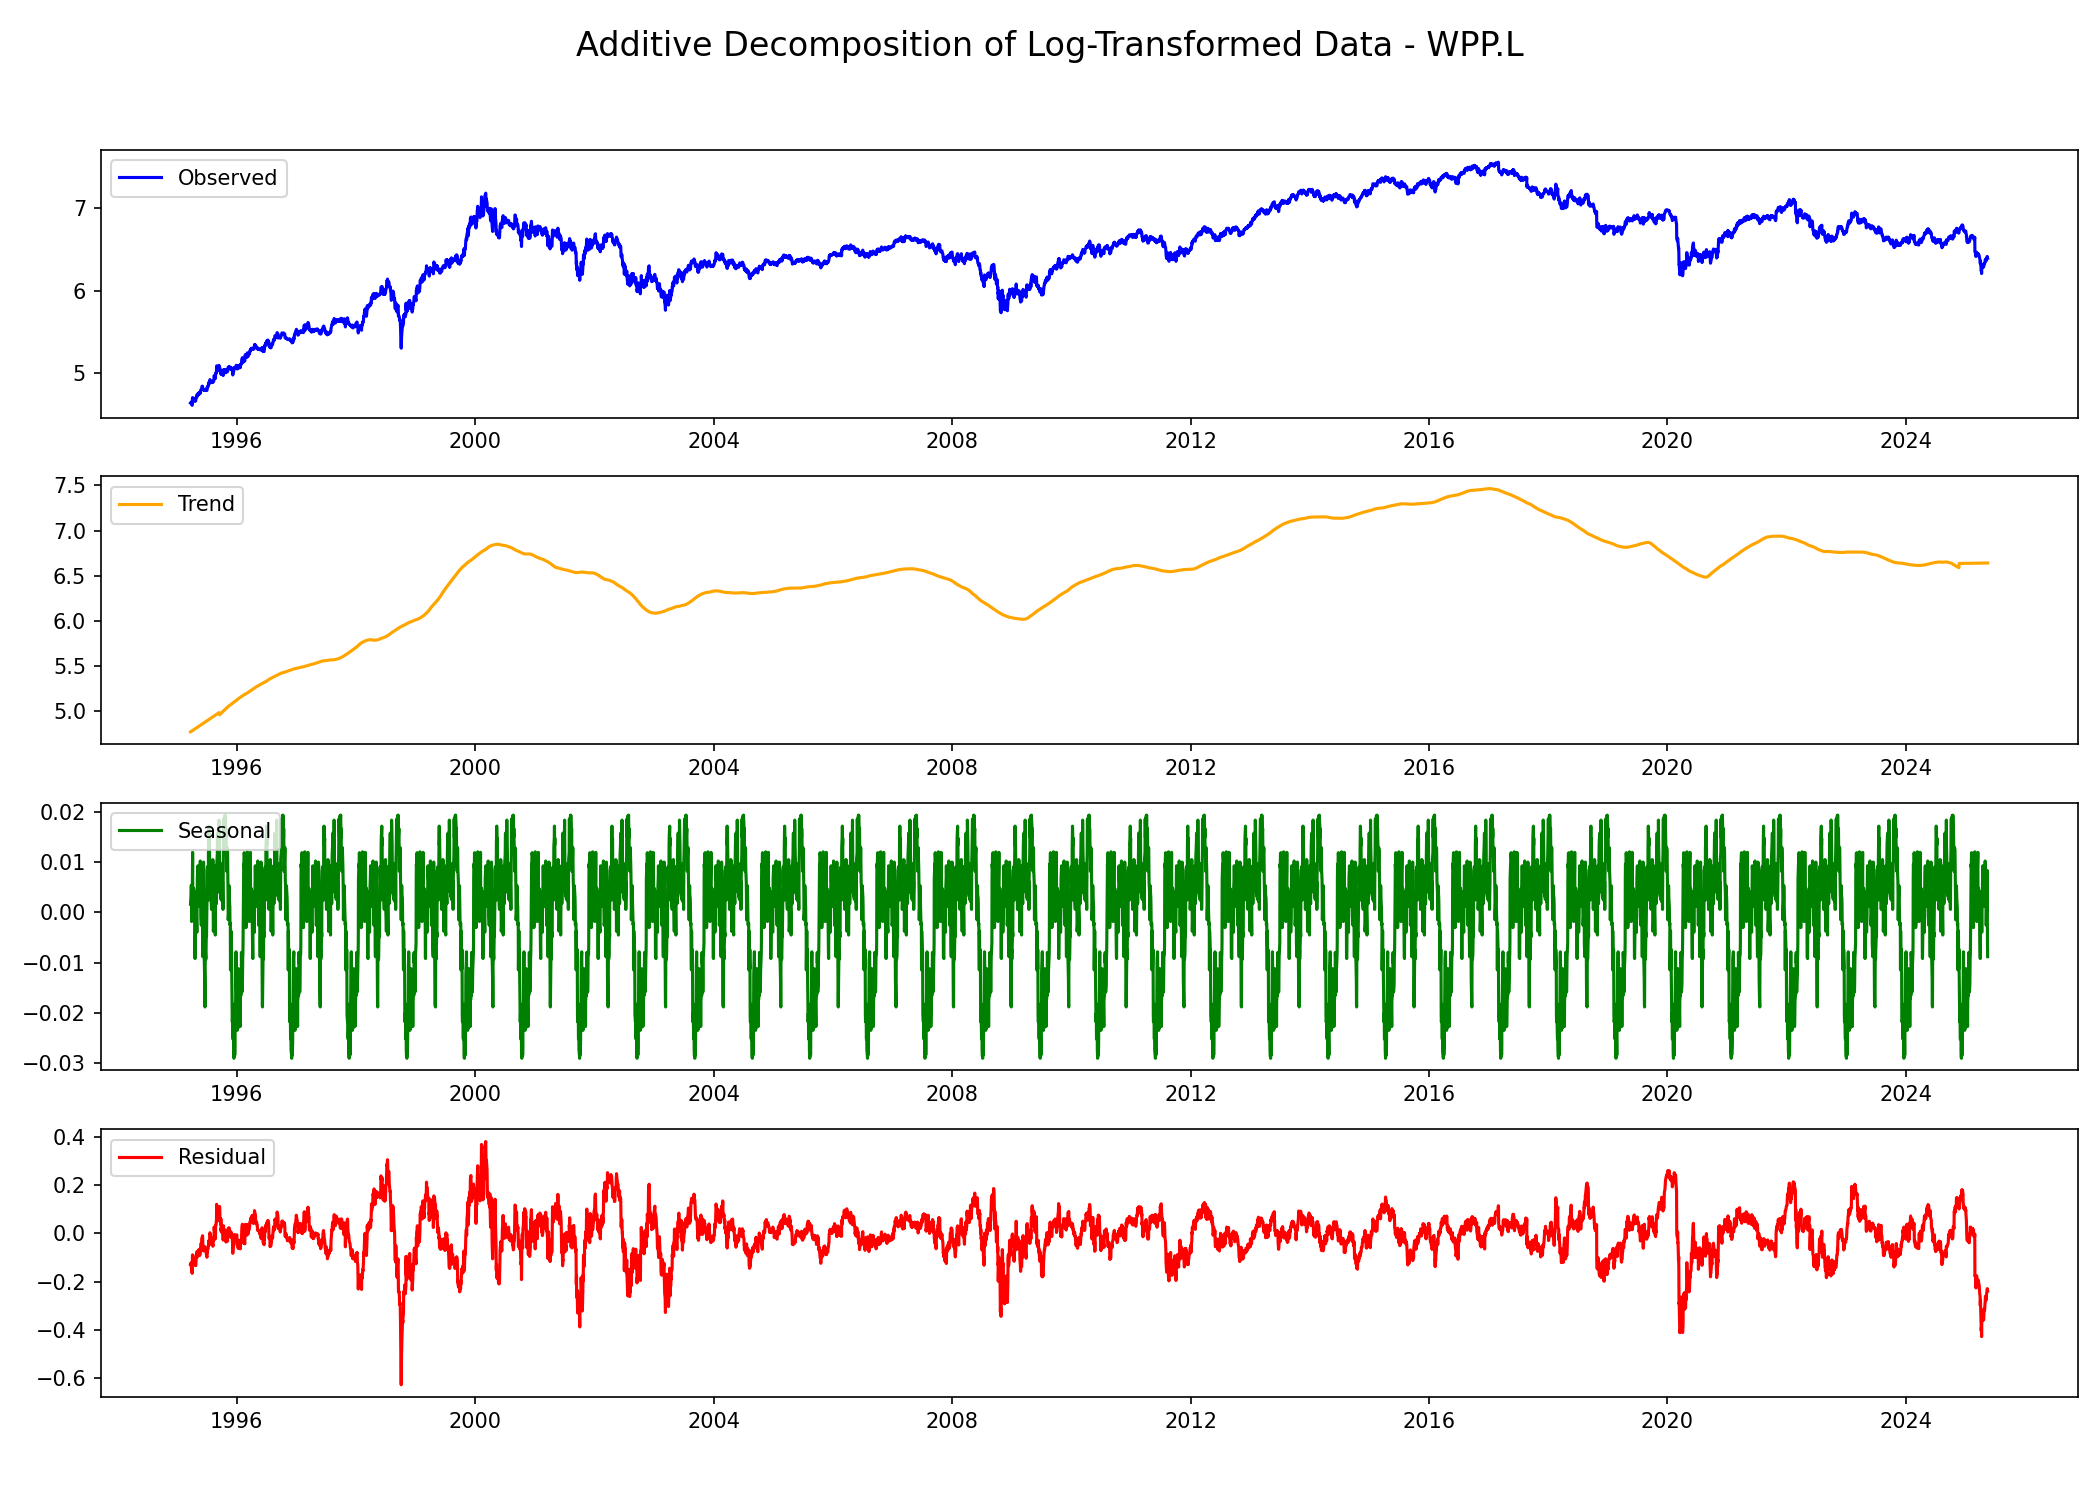 Additive Decomposition of Log-Transformed Data - WPP.L
Observed
7
6
5
1996 2000 2004 2008 2012 2016 2020 2024
Trend
7.5
7.0
6.5
6.0
5.5
5.0
1996 2000 2004 2008 2012 2016 2020 2024
Seasonal
0.02
0.01
0.00
−0.01
−0.02
−0.03
1996 2000 2004 2008 2012 2016 2020 2024
Residual
0.4
0.2
0.0
−0.2
−0.4
−0.6
1996 2000 2004 2008 2012 2016 2020 2024